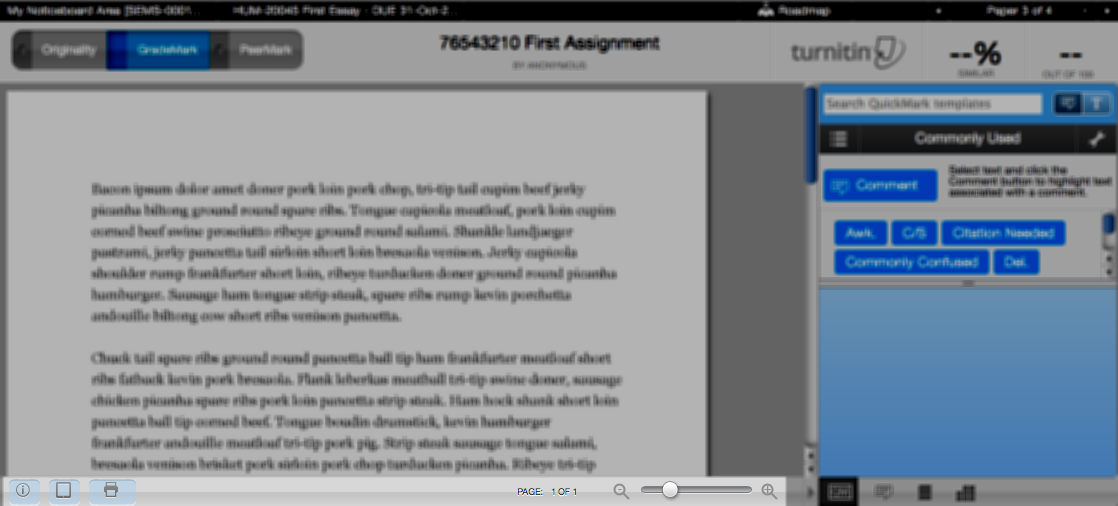 My Noticeboard Area [SEMS-0001... HUM-20045 First Essay - DUE 31-Oct-2... Roadmap Paper 3 of 4
Originality GradeMark PeerMark
76543210 First Assignment
BY ANONYMOUS
turnitin
--%
SIMILAR
--
OUT OF 100
Bacon ipsum dolor amet doner pork loin pork chop, tri-tip tail cupim beef jerky
picanha biltong ground round spare ribs. Tongue capicola meatloaf, pork loin cupim
corned beef swine prosciutto ribeye ground round salami. Shankle landjaeger
pastrami, jerky pancetta tail sirloin short loin bresaola venison. Jerky capicola
shoulder rump frankfurter short loin, ribeye turducken doner ground round picanha
hamburger. Sausage ham tongue strip steak, spare ribs rump kevin porchetta
andouille biltong cow short ribs venison pancetta.
Chuck tail spare ribs ground round pancetta ball tip ham frankfurter meatloaf short
ribs fatback kevin pork bresaola. Flank leberkas meatball tri-tip swine doner, sausage
chicken picanha spare ribs pork loin pancetta strip steak. Ham hock shank short loin
pancetta ball tip corned beef. Tongue boudin drumstick, kevin hamburger
frankfurter andouille meatloaf tri-tip pork pig. Strip steak sausage tongue salami,
bresaola venison brisket pork sirloin pork chop turducken picanha. Ribeye tri-tip
Search QuickMark templates
T
Commonly Used
Comment
Select text and click the
Comment button to highlight text
associated with a comment.
Awk. C/S Citation Needed
Commonly Confused Del.
PAGE: 1 OF 1